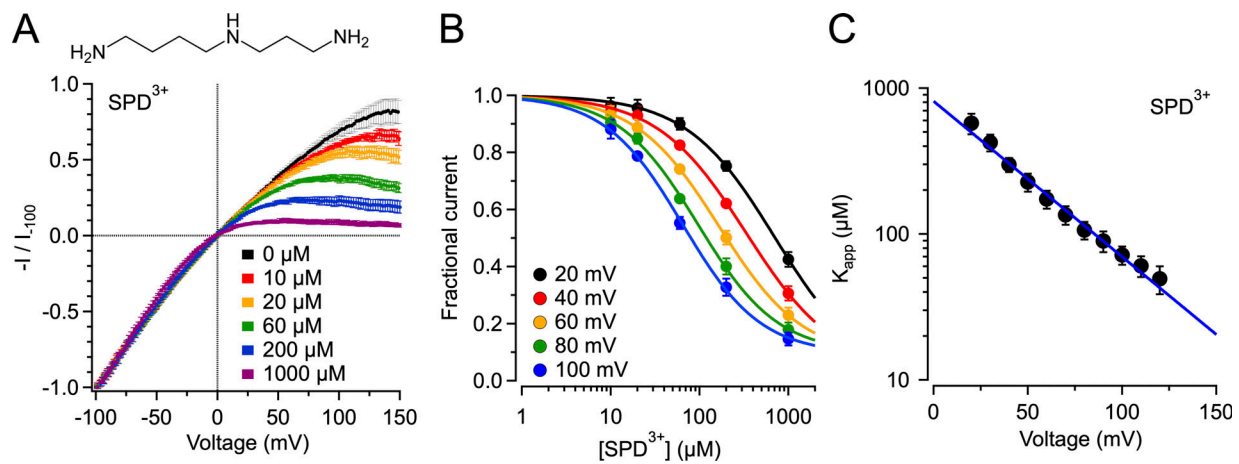 A
H
H₂N
N
NH₂
SPD³⁺
1.0
0.5
0.0
-0.5
-1.0
-I / I-100
0 µM
10 µM
20 µM
60 µM
200 µM
1000 µM
-100
-50
0
50
100
150
Voltage (mV)
B
Fractional current
1.0
0.8
0.6
0.4
0.2
0.0
20 mV
40 mV
60 mV
80 mV
100 mV
1
10
100
1000
[SPD³⁺] (µM)
C
SPD³⁺
Kapp (µM)
1000
100
10
0
50
100
150
Voltage (mV)